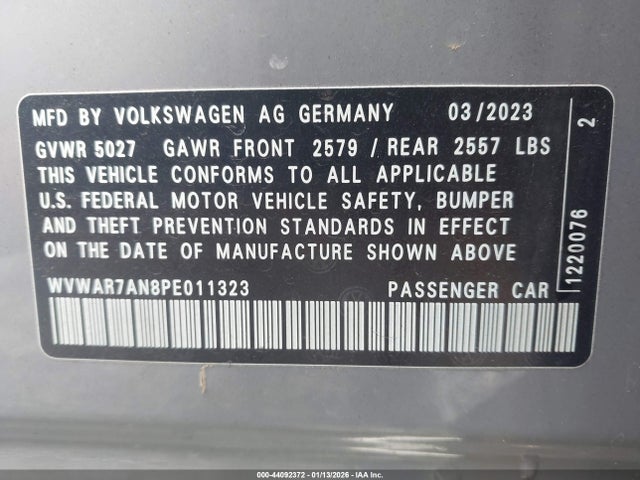 MFD BY VOLKSWAGEN AG GERMANY 03/2023
GVWR 5027 GAWR FRONT 2579 / REAR 2557 LBS
THIS VEHICLE CONFORMS TO ALL APPLICABLE
U.S. FEDERAL MOTOR VEHICLE SAFETY, BUMPER
AND THEFT PREVENTION STANDARDS IN EFFECT
ON THE DATE OF MANUFACTURE SHOWN ABOVE
WVWAR7AN8PE011323 PASSENGER CAR
1220076 2
000-44092372 - 01/13/2026 - IAA Inc.